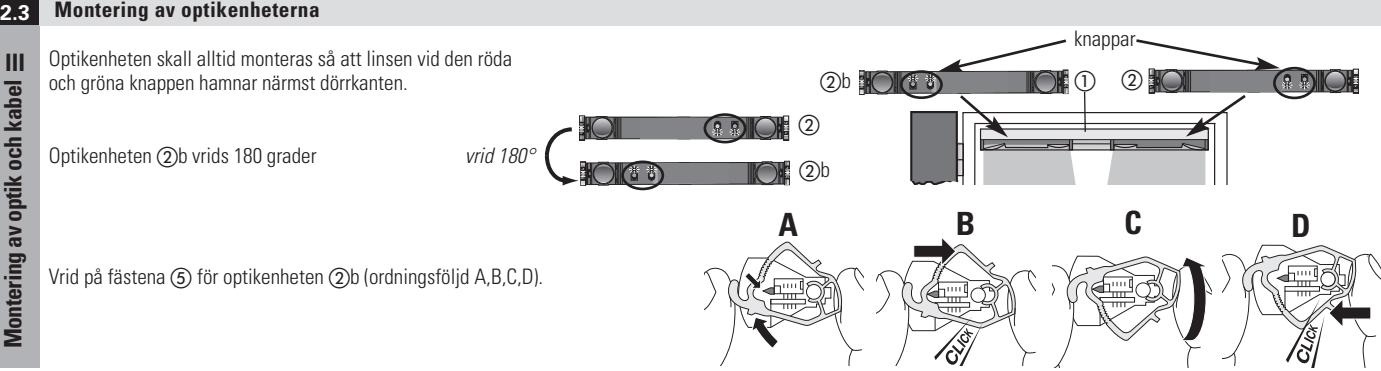 2.3 Montering av optikenheterna
Montering av optik och kabel III
Optikenheten skall alltid monteras så att linsen vid den röda
och gröna knappen hamnar närmst dörrkanten.
knappar
②b
①
②
Optikenheten ②b vrids 180 grader
vrid 180°
②
②b
Vrid på fästena ⑤ för optikenheten ②b (ordningsföljd A,B,C,D).
A
B
C
D
CLICK
CLICK